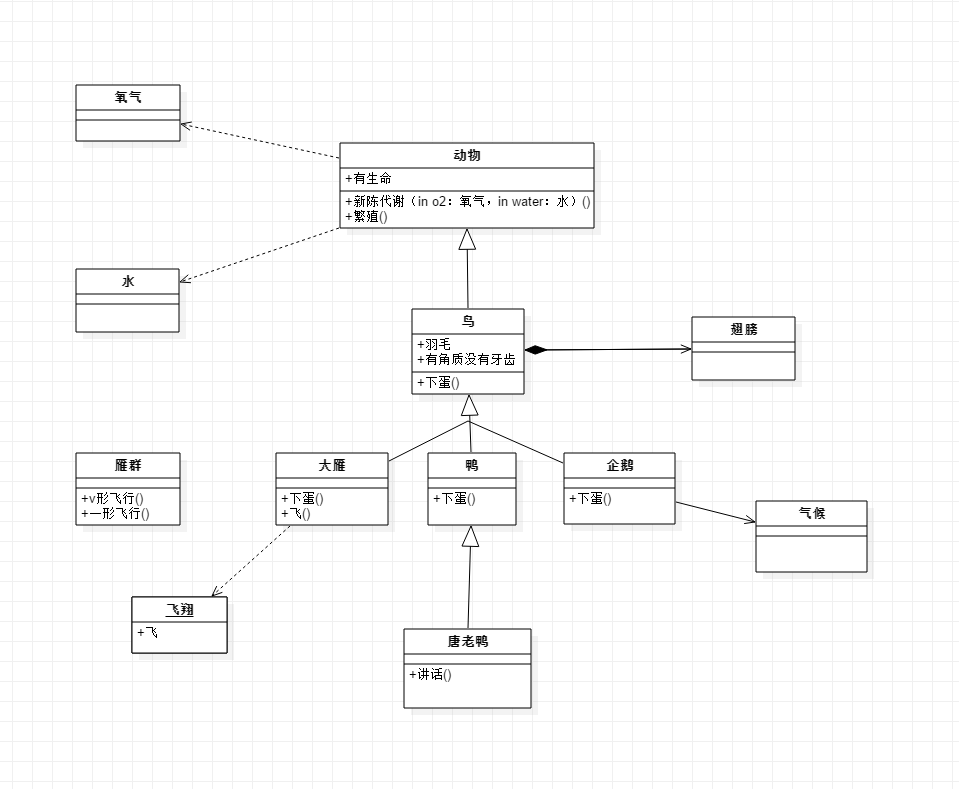 氧气
动物
+有生命
+新陈代谢（in o2：氧气，in water：水）()
+繁殖()
水
鸟
+羽毛
+有角质没有牙齿
+下蛋()
翅膀
雁群
+v形飞行()
+一形飞行()
大雁
+下蛋()
+飞()
鸭
+下蛋()
企鹅
+下蛋()
气候
飞翔
+飞
唐老鸭
+讲话()